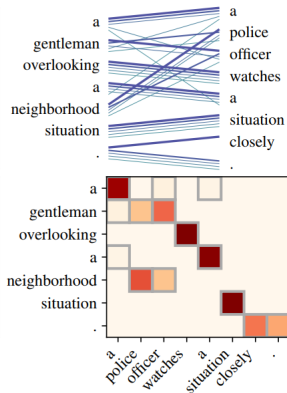 a
gentleman
overlooking
a
neighborhood
situation
.
a
police
officer
watches
a
situation
closely
.
a
gentleman
overlooking
a
neighborhood
situation
.
a
police
officer
watches
a
situation
closely
.